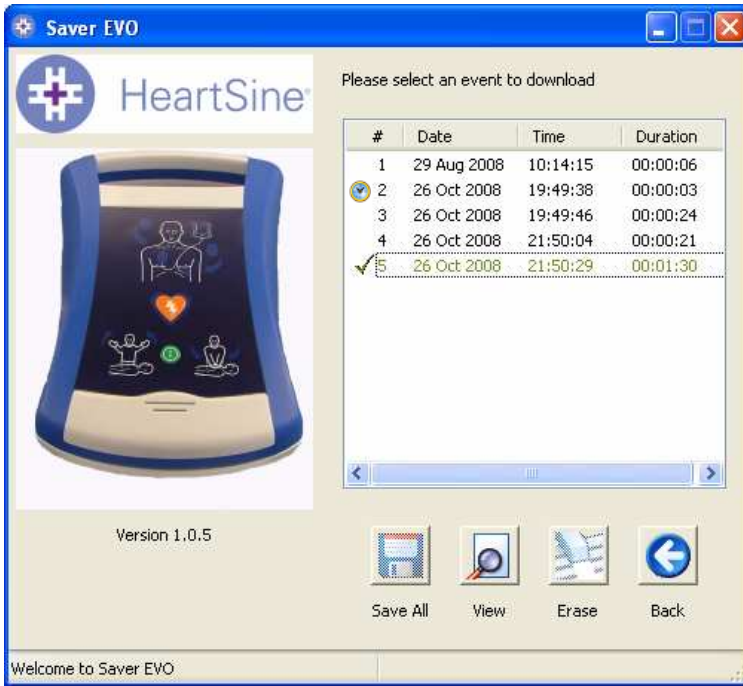 Saver EVO
HeartSine®
Please select an event to download
# Date Time Duration
1 29 Aug 2008 10:14:15 00:00:06
2 26 Oct 2008 19:49:38 00:00:03
3 26 Oct 2008 19:49:46 00:00:24
4 26 Oct 2008 21:50:04 00:00:21
5 26 Oct 2008 21:50:29 00:01:30
Version 1.0.5
Save All View Erase Back
Welcome to Saver EVO